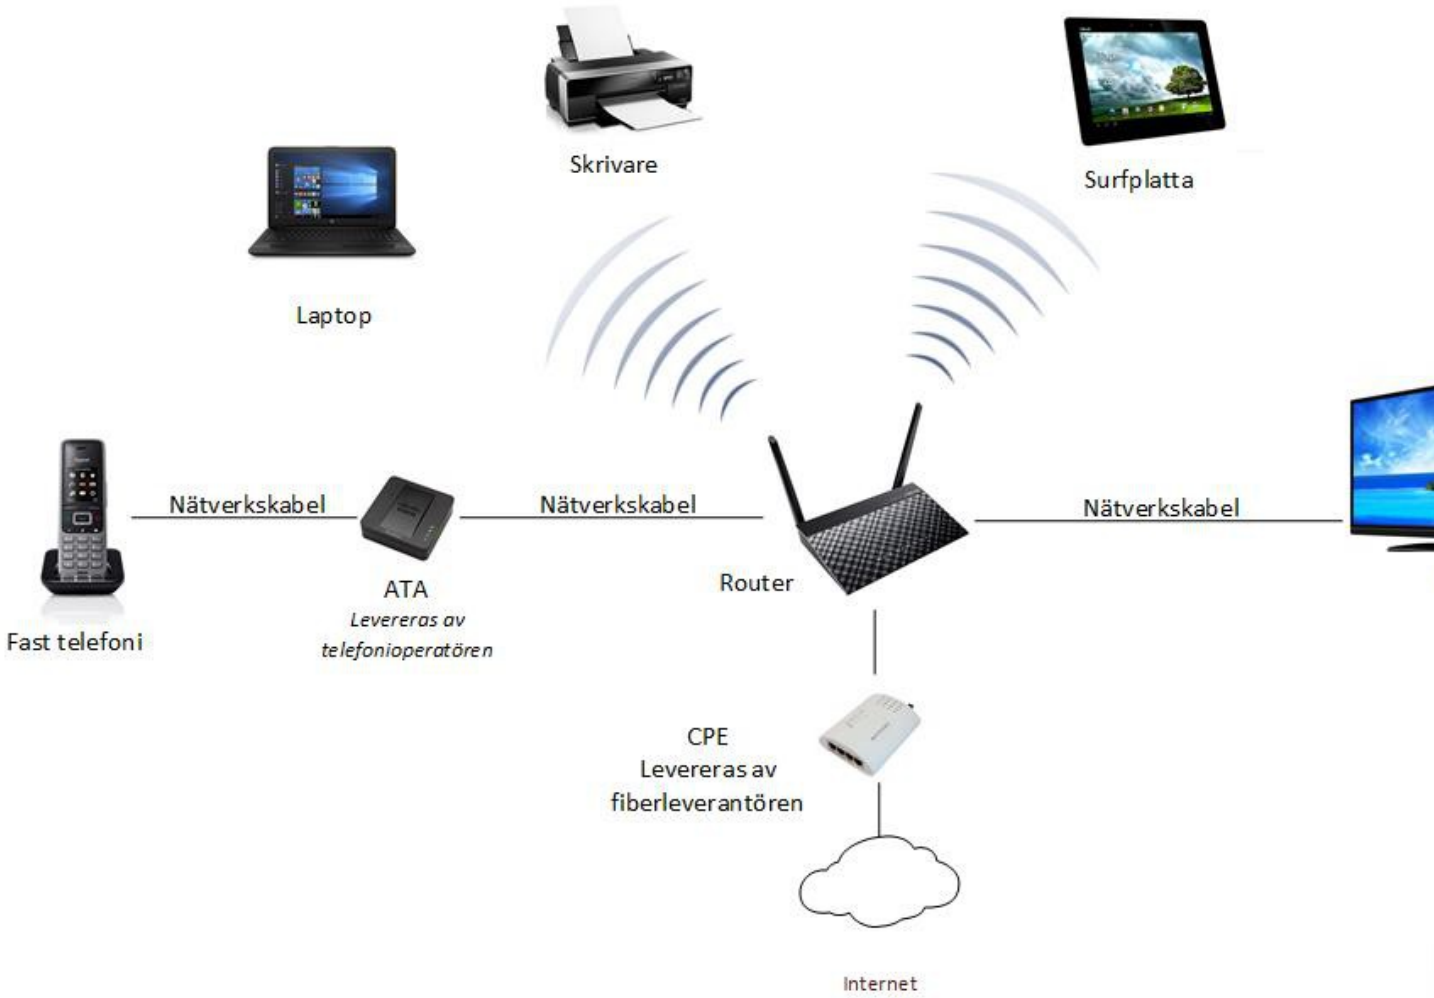 Skrivare
Surfplatta
Laptop
Nätverkskabel
Nätverkskabel
Nätverkskabel
Router
ATA
Levereras av
telefonioperatören
Fast telefoni
CPE
Levereras av
fiberleverantören
Internet